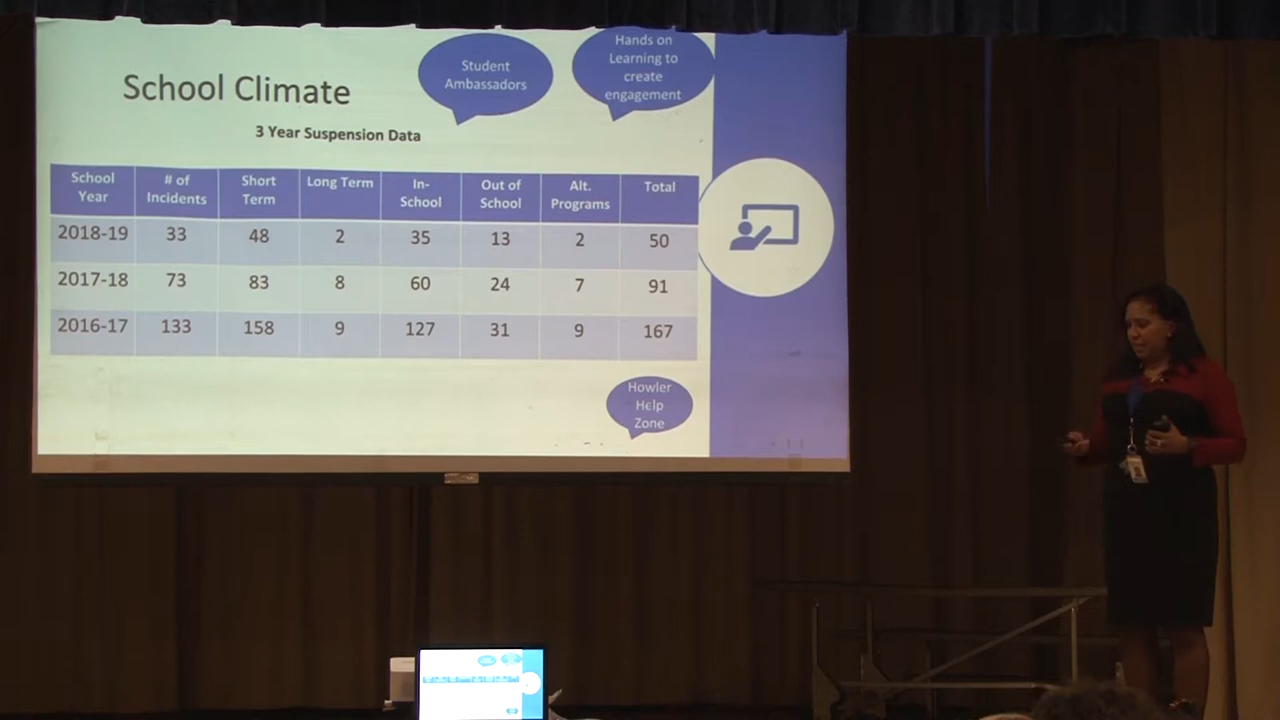 School Climate
Student
Ambassadors
Hands on
Learning to
create
engagement
3 Year Suspension Data
School Year | # of Incidents | Short Term | Long Term | In-School | Out of School | Alt. Programs | Total
2018-19 | 33 | 48 | 2 | 35 | 13 | 2 | 50
2017-18 | 73 | 83 | 8 | 60 | 24 | 7 | 91
2016-17 | 133 | 158 | 9 | 127 | 31 | 9 | 167
Howler
Help
Zone